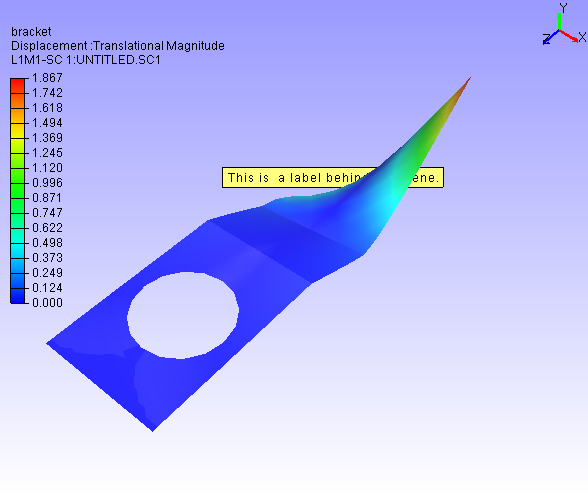 bracket
Displacement :Translational Magnitude
L1M1-SC 1:UNTITLED.SC1
Y
X
Z
1.867
1.742
1.618
1.494
1.369
1.245
1.120
0.996
0.871
0.747
0.622
0.498
0.373
0.249
0.124
0.000
This is a label behin ene.